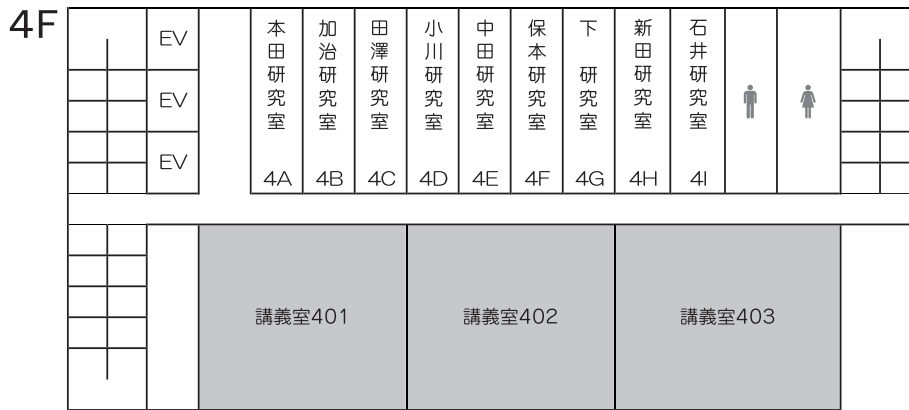 4F
EV
EV
EV
本田研究室
4A
加治研究室
4B
田澤研究室
4C
小川研究室
4D
中田研究室
4E
保本研究室
4F
下 研究室
4G
新田研究室
4H
石井研究室
4I
講義室401
講義室402
講義室403